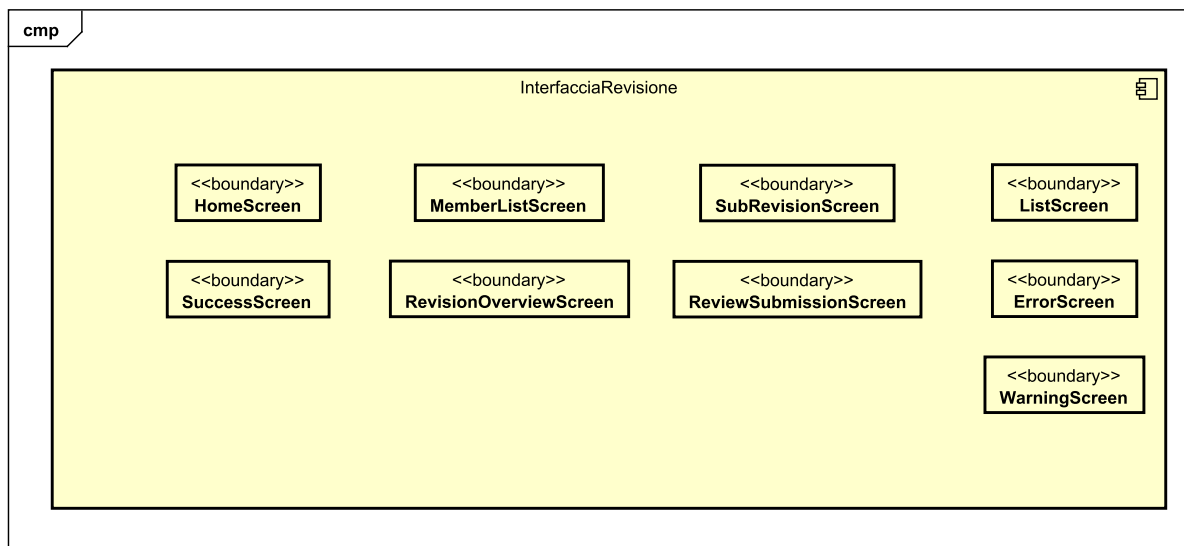 cmp
InterfacciaRevisione
<<boundary>>
HomeScreen
<<boundary>>
MemberListScreen
<<boundary>>
SubRevisionScreen
<<boundary>>
ListScreen
<<boundary>>
SuccessScreen
<<boundary>>
RevisionOverviewScreen
<<boundary>>
ReviewSubmissionScreen
<<boundary>>
ErrorScreen
<<boundary>>
WarningScreen